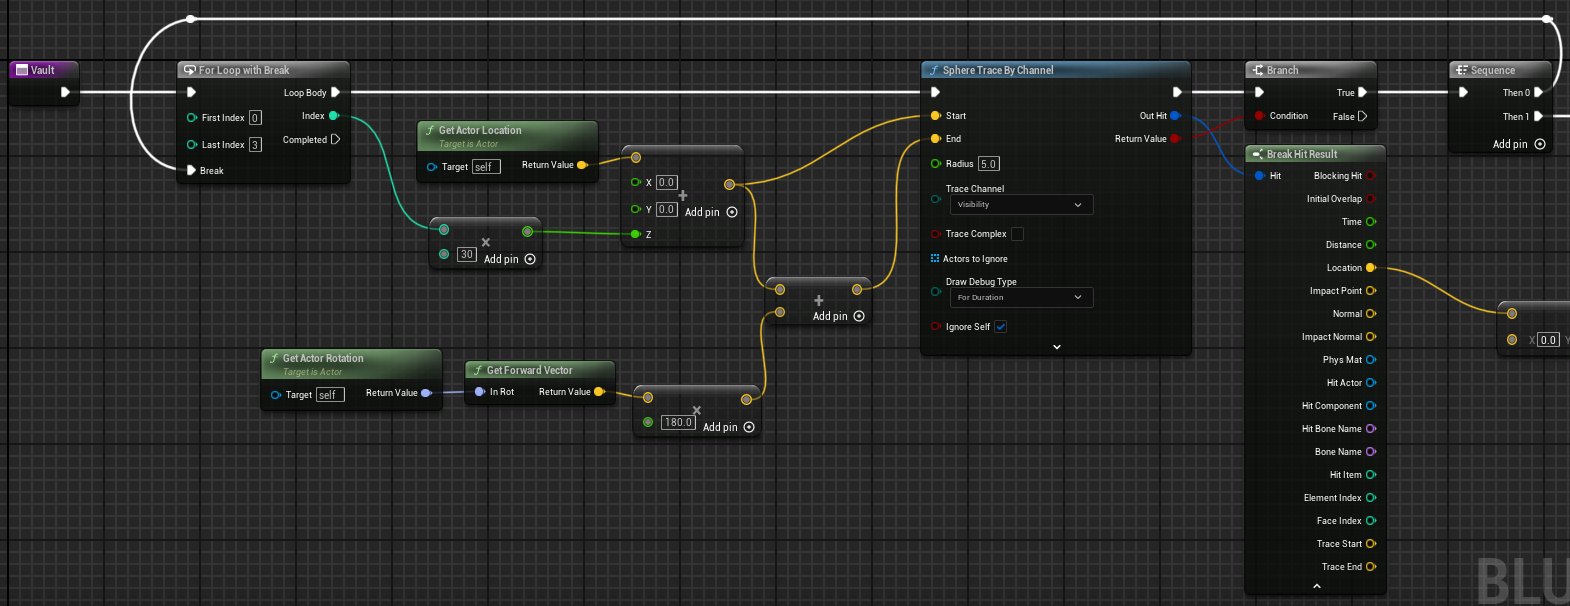 Vault
For Loop with Break
Loop Body
First Index 0
Index
Last Index 3
Completed
Break
Get Actor Location
Target is Actor
Target self
Return Value
30
Add pin
X 0.0
Y 0.0
Add pin
Z
Get Actor Rotation
Target is Actor
Target self
Return Value
Get Forward Vector
In Rot
Return Value
180.0
Add pin
Add pin
Sphere Trace By Channel
Start
Out Hit
End
Return Value
Radius 5.0
Trace Channel
Visibility
Trace Complex
Actors to Ignore
Draw Debug Type
For Duration
Ignore Self
Branch
True
Condition
False
Break Hit Result
Hit
Blocking Hit
Initial Overlap
Time
Distance
Location
Impact Point
Normal
Impact Normal
Phys Mat
Hit Actor
Hit Component
Hit Bone Name
Bone Name
Hit Item
Element Index
Face Index
Trace Start
Trace End
Sequence
Then 0
Then 1
Add pin
X 0.0 Y
BLU